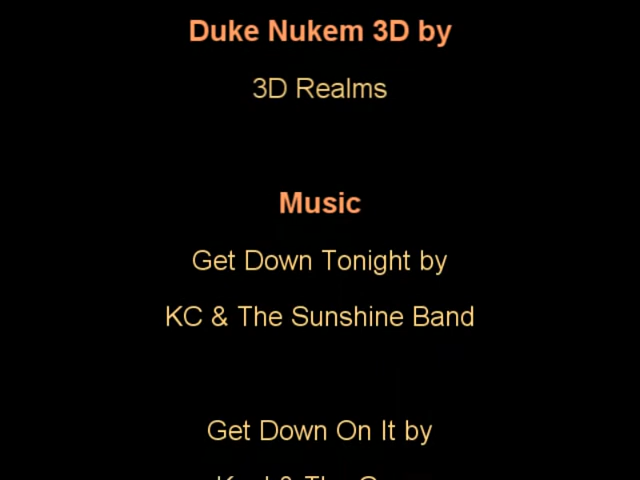 Duke Nukem 3D by
3D Realms
Music
Get Down Tonight by
KC & The Sunshine Band
Get Down On It by